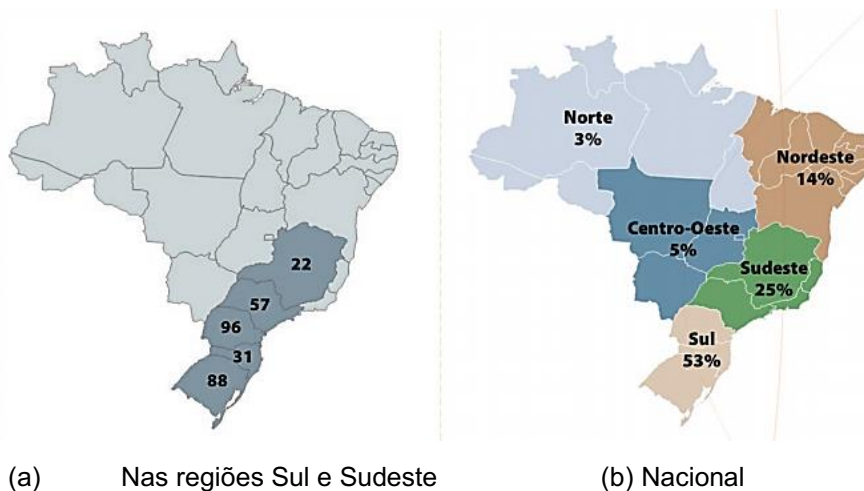 22
57
96
31
88
Norte
3%
Nordeste
14%
Centro-Oeste
5%
Sudeste
25%
Sul
53%
(a) Nas regiões Sul e Sudeste
(b) Nacional